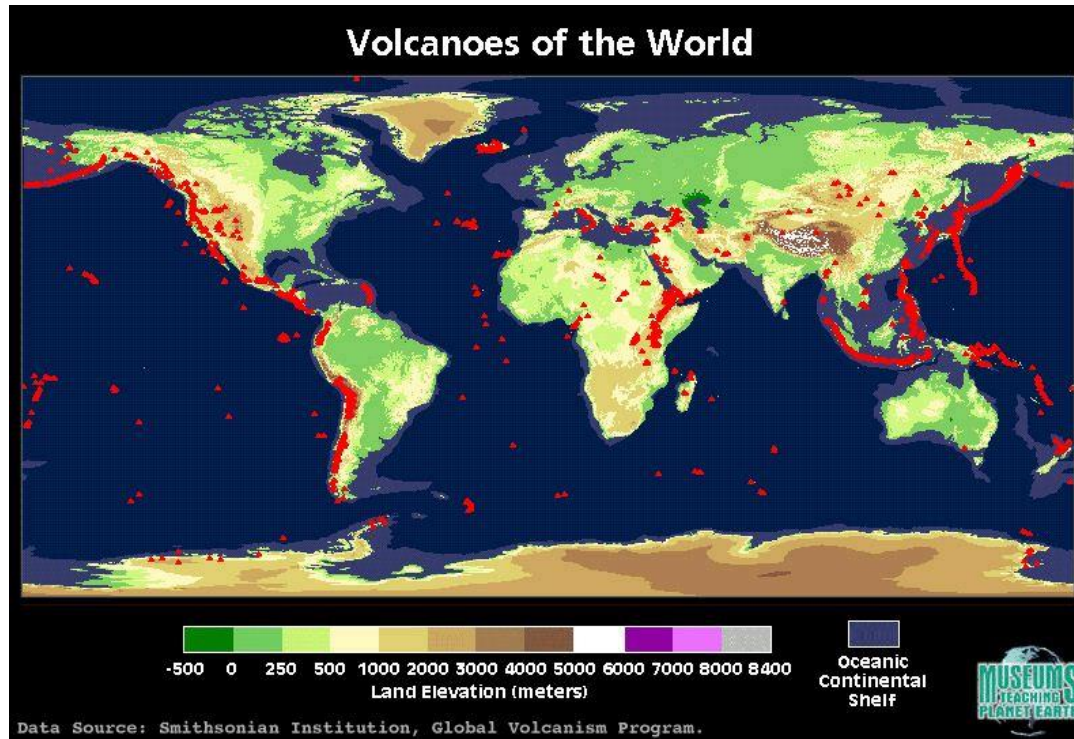 Volcanoes of the World
-500 0 250 500 1000 2000 3000 4000 5000 6000 7000 8000 8400
Land Elevation (meters)
Oceanic
Continental
Shelf
MUSEUMS
TEACHING
PLANET EARTH
Data Source: Smithsonian Institution, Global Volcanism Program.